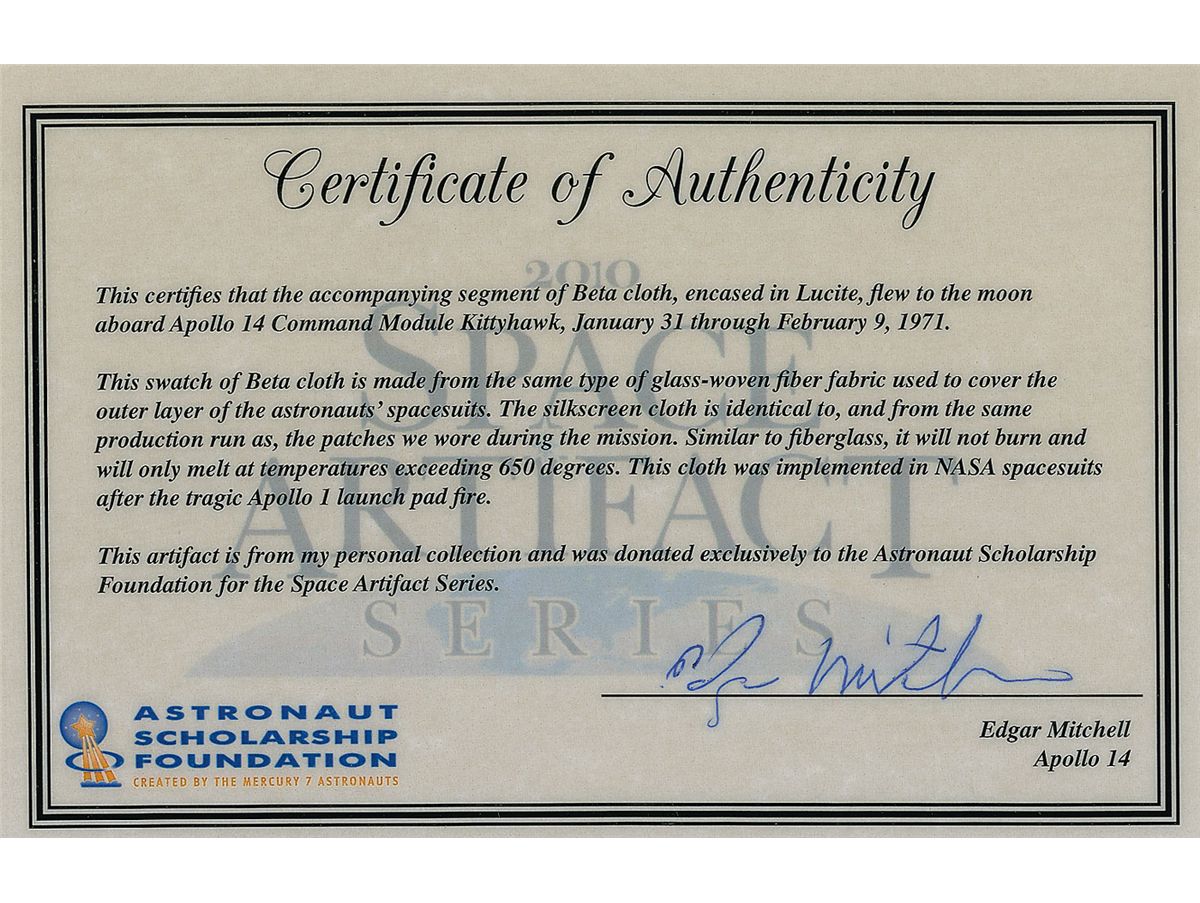 Certificate of Authenticity
2010
SPACE
ARTIFACT
SERIES
This certifies that the accompanying segment of Beta cloth, encased in Lucite, flew to the moon
aboard Apollo 14 Command Module Kittyhawk, January 31 through February 9, 1971.
This swatch of Beta cloth is made from the same type of glass-woven fiber fabric used to cover the
outer layer of the astronauts' spacesuits. The silkscreen cloth is identical to, and from the same
production run as, the patches we wore during the mission. Similar to fiberglass, it will not burn and
will only melt at temperatures exceeding 650 degrees. This cloth was implemented in NASA spacesuits
after the tragic Apollo 1 launch pad fire.
This artifact is from my personal collection and was donated exclusively to the Astronaut Scholarship
Foundation for the Space Artifact Series.
Edgar Mitchell
Edgar Mitchell
Apollo 14
ASTRONAUT
SCHOLARSHIP
FOUNDATION
CREATED BY THE MERCURY 7 ASTRONAUTS